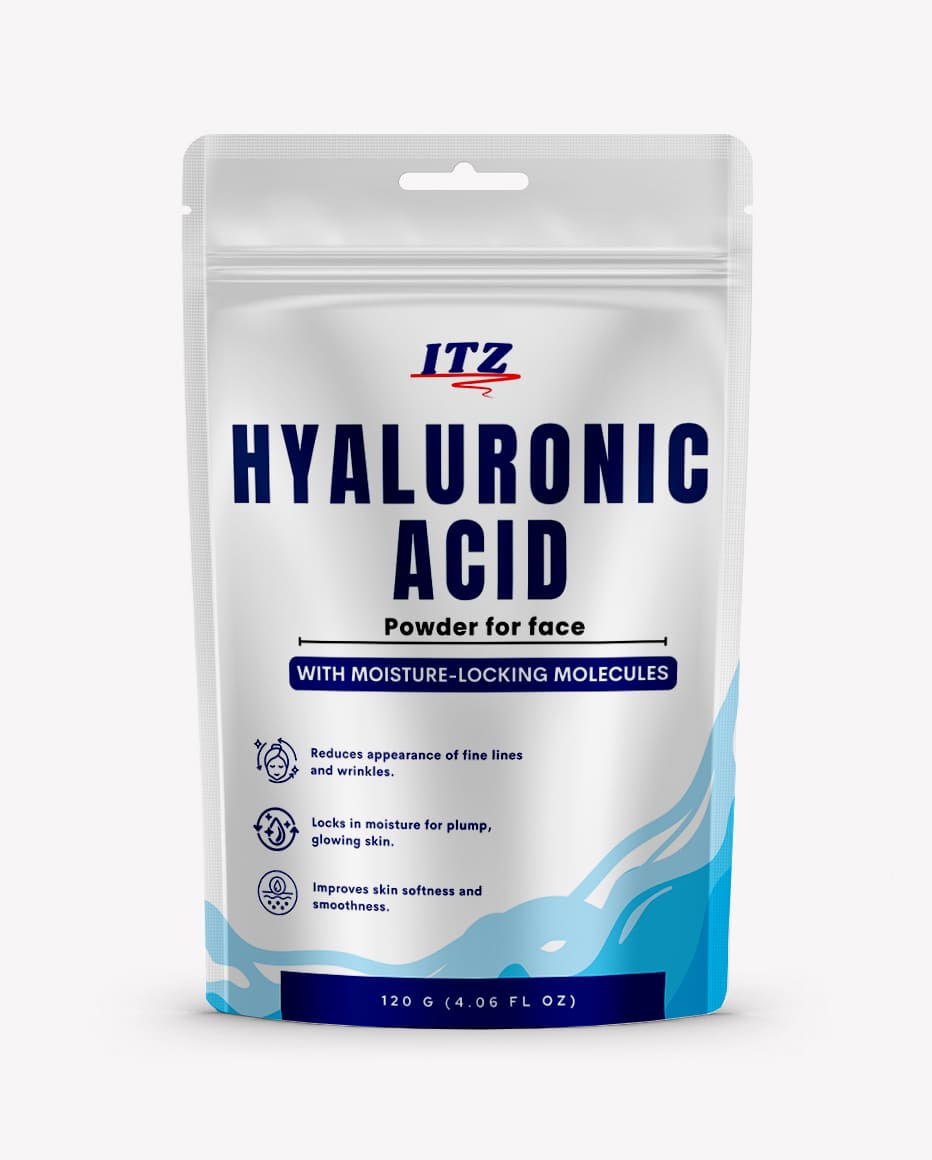 ITZ
HYALURONIC
ACID
Powder for face
WITH MOISTURE-LOCKING MOLECULES
Reduces appearance of fine lines
and wrinkles.
Locks in moisture for plump,
glowing skin.
Improves skin softness and
smoothness.
120 G (4.06 FL OZ)